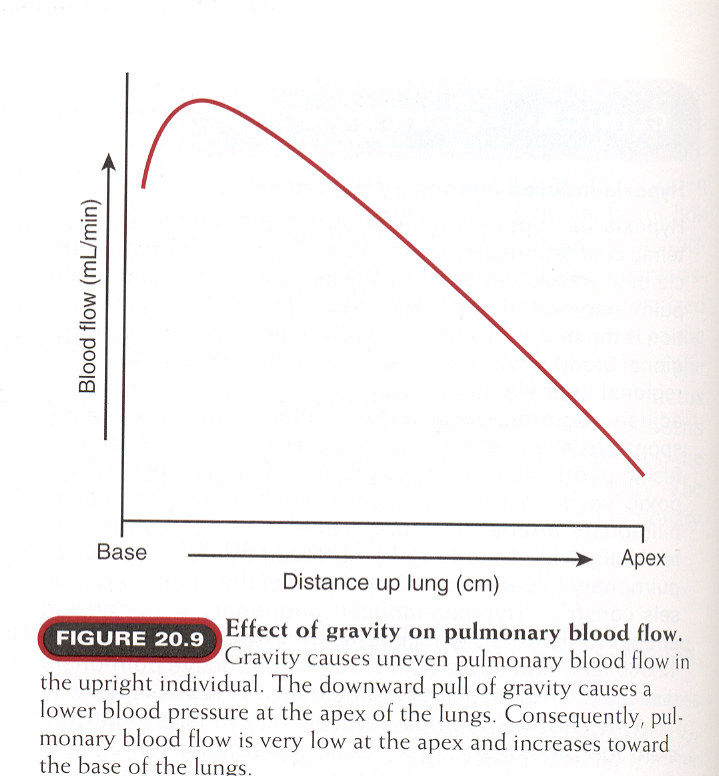 Blood flow (mL/min)
Base
Apex
Distance up lung (cm)
FIGURE 20.9 Effect of gravity on pulmonary blood flow.
Gravity causes uneven pulmonary blood flow in
the upright individual. The downward pull of gravity causes a
lower blood pressure at the apex of the lungs. Consequently, pul-
monary blood flow is very low at the apex and increases toward
the base of the lungs.